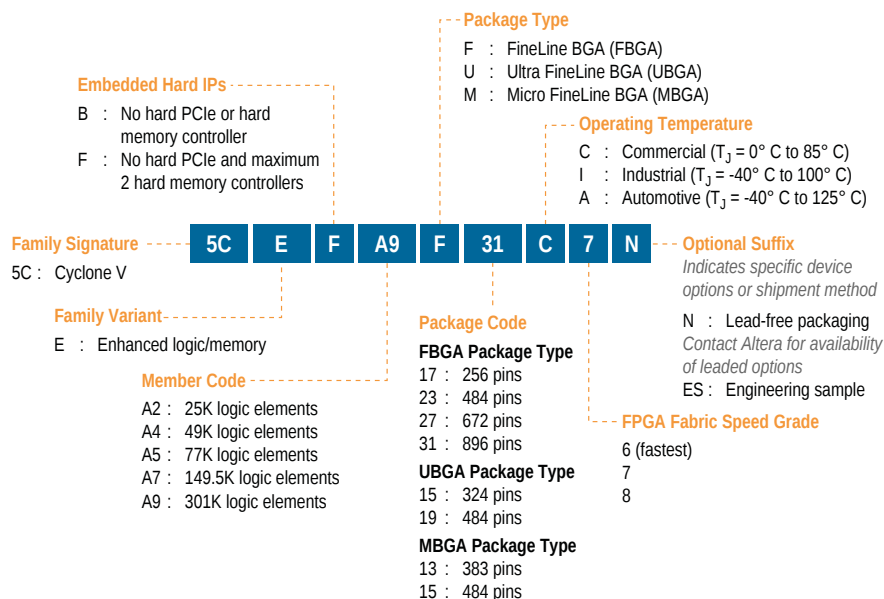 Package Type
F : FineLine BGA (FBGA)
U : Ultra FineLine BGA (UBGA)
M : Micro FineLine BGA (MBGA)
Embedded Hard IPs
B : No hard PCIe or hard
memory controller
F : No hard PCIe and maximum
2 hard memory controllers
Operating Temperature
C : Commercial (TJ = 0° C to 85° C)
I : Industrial (TJ = -40° C to 100° C)
A : Automotive (TJ = -40° C to 125° C)
Family Signature
5C : Cyclone V
5C E F A9 F 31 C 7 N
Optional Suffix
Indicates specific device
options or shipment method
N : Lead-free packaging
Contact Altera for availability
of leaded options
ES : Engineering sample
Family Variant
E : Enhanced logic/memory
Member Code
A2 : 25K logic elements
A4 : 49K logic elements
A5 : 77K logic elements
A7 : 149.5K logic elements
A9 : 301K logic elements
Package Code
FBGA Package Type
17 : 256 pins
23 : 484 pins
27 : 672 pins
31 : 896 pins
UBGA Package Type
15 : 324 pins
19 : 484 pins
MBGA Package Type
13 : 383 pins
15 : 484 pins
FPGA Fabric Speed Grade
6 (fastest)
7
8